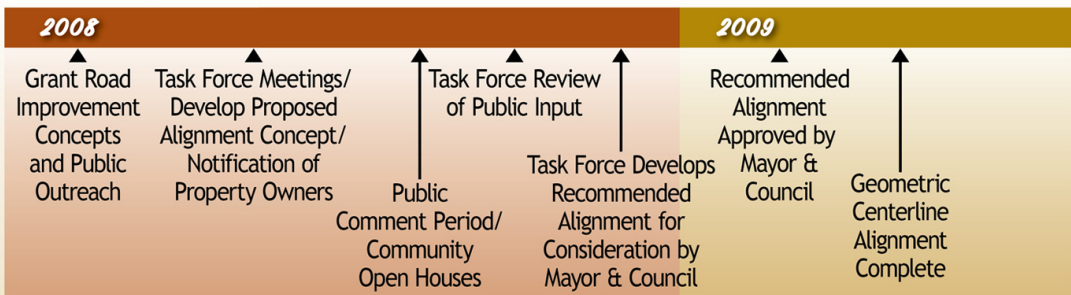 2008
2009
Grant Road
Improvement
Concepts
and Public
Outreach
Task Force Meetings/
Develop Proposed
Alignment Concept/
Notification of
Property Owners
Public
Comment Period/
Community
Open Houses
Task Force Review
of Public Input
Task Force Develops
Recommended
Alignment for
Consideration by
Mayor & Council
Recommended
Alignment
Approved by
Mayor &
Council
Geometric
Centerline
Alignment
Complete